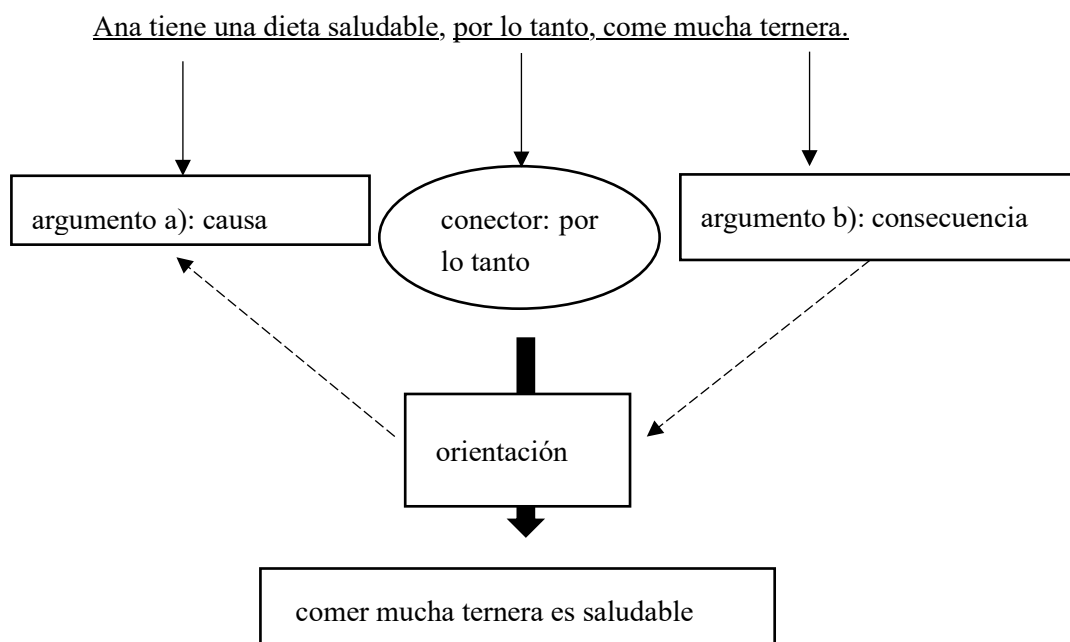 Ana tiene una dieta saludable, por lo tanto, come mucha ternera.
argumento a): causa
conector: por
lo tanto
argumento b): consecuencia
orientación
comer mucha ternera es saludable